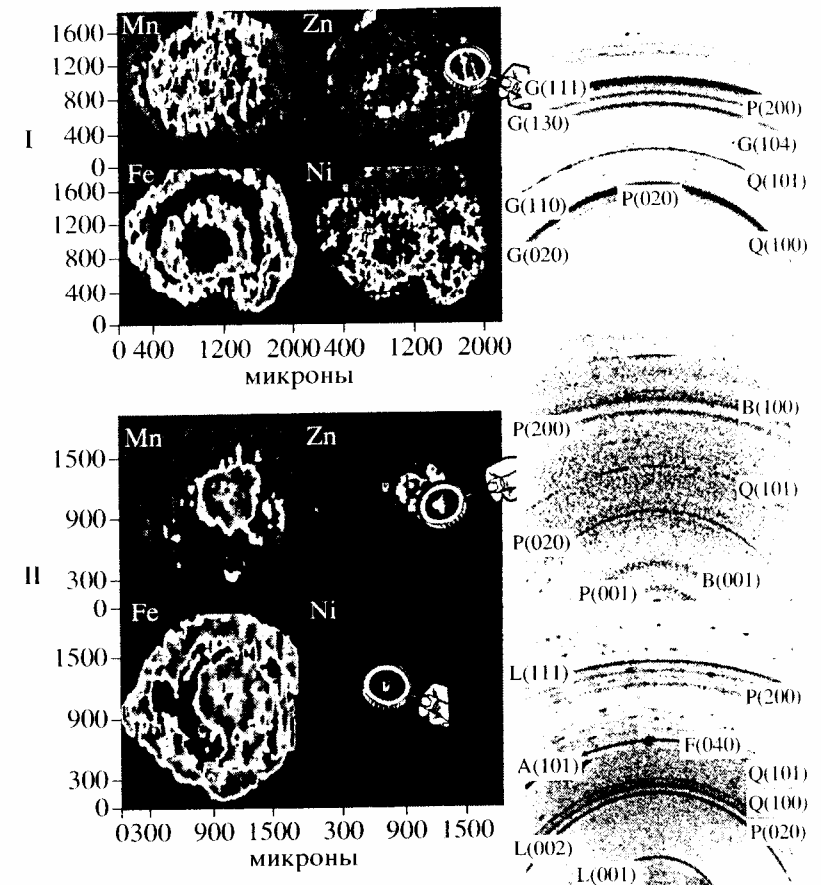 I
Mn
Zn
1600
1200
800
400
0
Fe
Ni
1600
1200
800
400
0
0 400 1200 2000 400 1200 2000
микроны
G(111)
P(200)
G(130)
G(104)
Q(101)
G(110)
P(020)
G(020)
Q(100)
II
Mn
Zn
1500
900
300
0
Fe
Ni
1500
900
300
0
0300 900 1500 300 900 1500
микроны
B(100)
P(200)
Q(101)
P(020)
B(001)
P(001)
L(111)
P(200)
F(040)
A(101)
Q(101)
Q(100)
P(020)
L(002)
L(001)